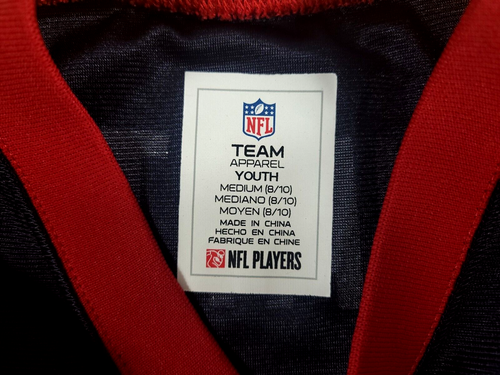 NFL
TEAM
APPAREL
YOUTH
MEDIUM (8/10)
MEDIANO (8/10)
MOYEN (8/10)
MADE IN CHINA
HECHO EN CHINA
FABRIQUE EN CHINE
NFL PLAYERS